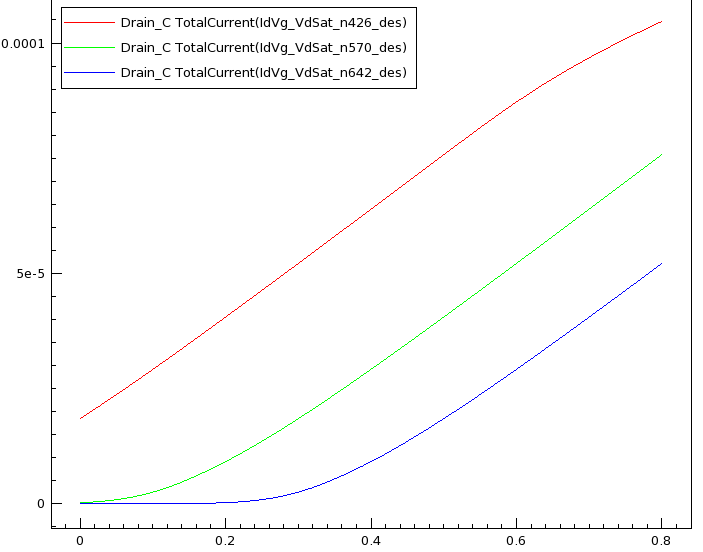 Drain_C TotalCurrent(IdVg_VdSat_n426_des)
Drain_C TotalCurrent(IdVg_VdSat_n570_des)
Drain_C TotalCurrent(IdVg_VdSat_n642_des)
0.0001
5e-5
0
0 0.2 0.4 0.6 0.8